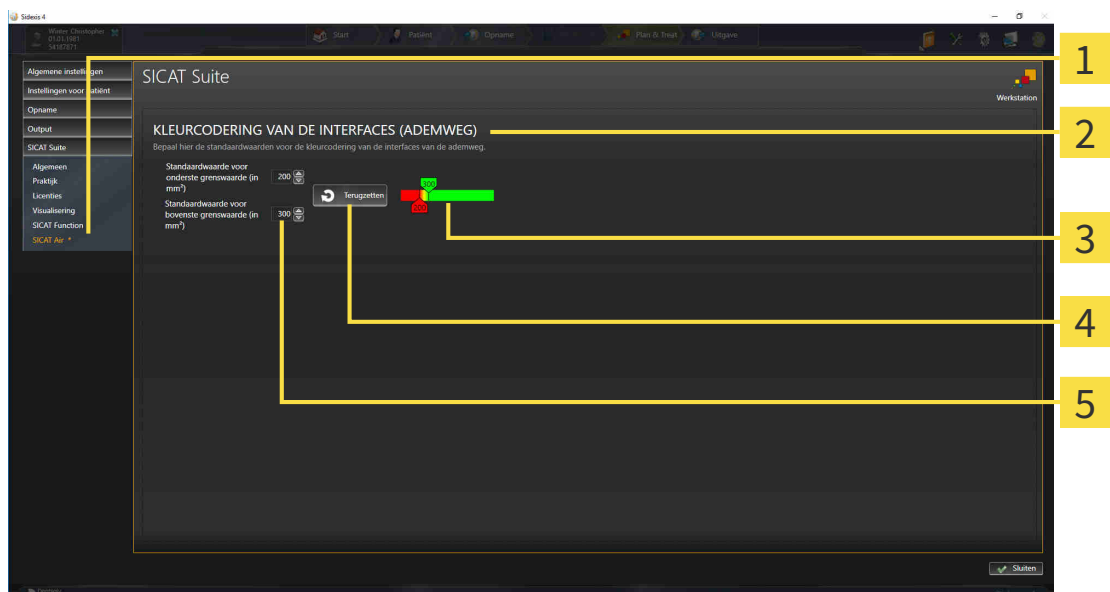 Sidexis 4
Winter Christopher
01.01.1981
54187871
Start
Patiënt
Opname
Plan & Treat
Uitgave
Algemene instellingen
Instellingen voor patiënt
Opname
Output
SICAT Suite
Algemeen
Praktijk
Licenties
Visualisering
SICAT Function
SICAT Air *
SICAT Suite
Werkstation
KLEURCODERING VAN DE INTERFACES (ADEMWEG)
Bepaal hier de standaardwaarden voor de kleurcodering van de interfaces van de ademweg.
Standaardwaarde voor
onderste grenswaarde (in
mm²)
200
Standaardwaarde voor
bovenste grenswaarde (in
mm²)
300
Terugzetten
300
200
Sluiten
1
2
3
4
5